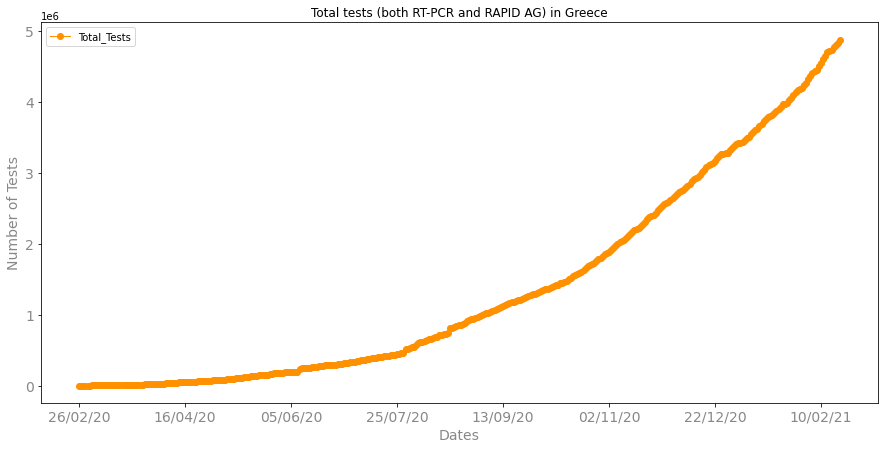 Total tests (both RT-PCR and RAPID AG) in Greece
1e6
Total_Tests
5
4
3
2
1
0
Number of Tests
26/02/20 16/04/20 05/06/20 25/07/20 13/09/20 02/11/20 22/12/20 10/02/21
Dates